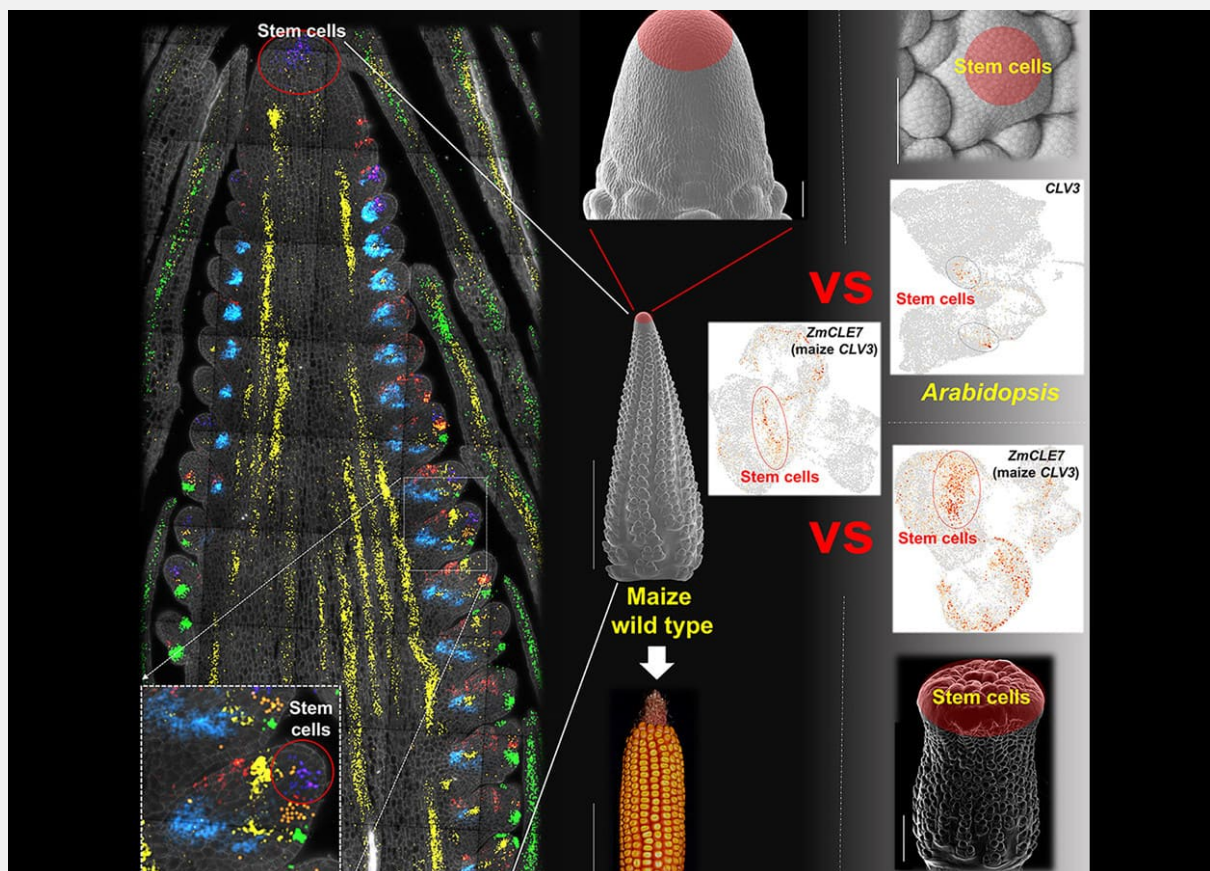 Stem cells
Stem
cells
ZmCLE7
(maize CLV3)
Stem cells
Maize
wild type
vs
vs
Stem cells
CLV3
Stem cells
Arabidopsis
ZmCLE7
(maize CLV3)
Stem cells
Stem cells